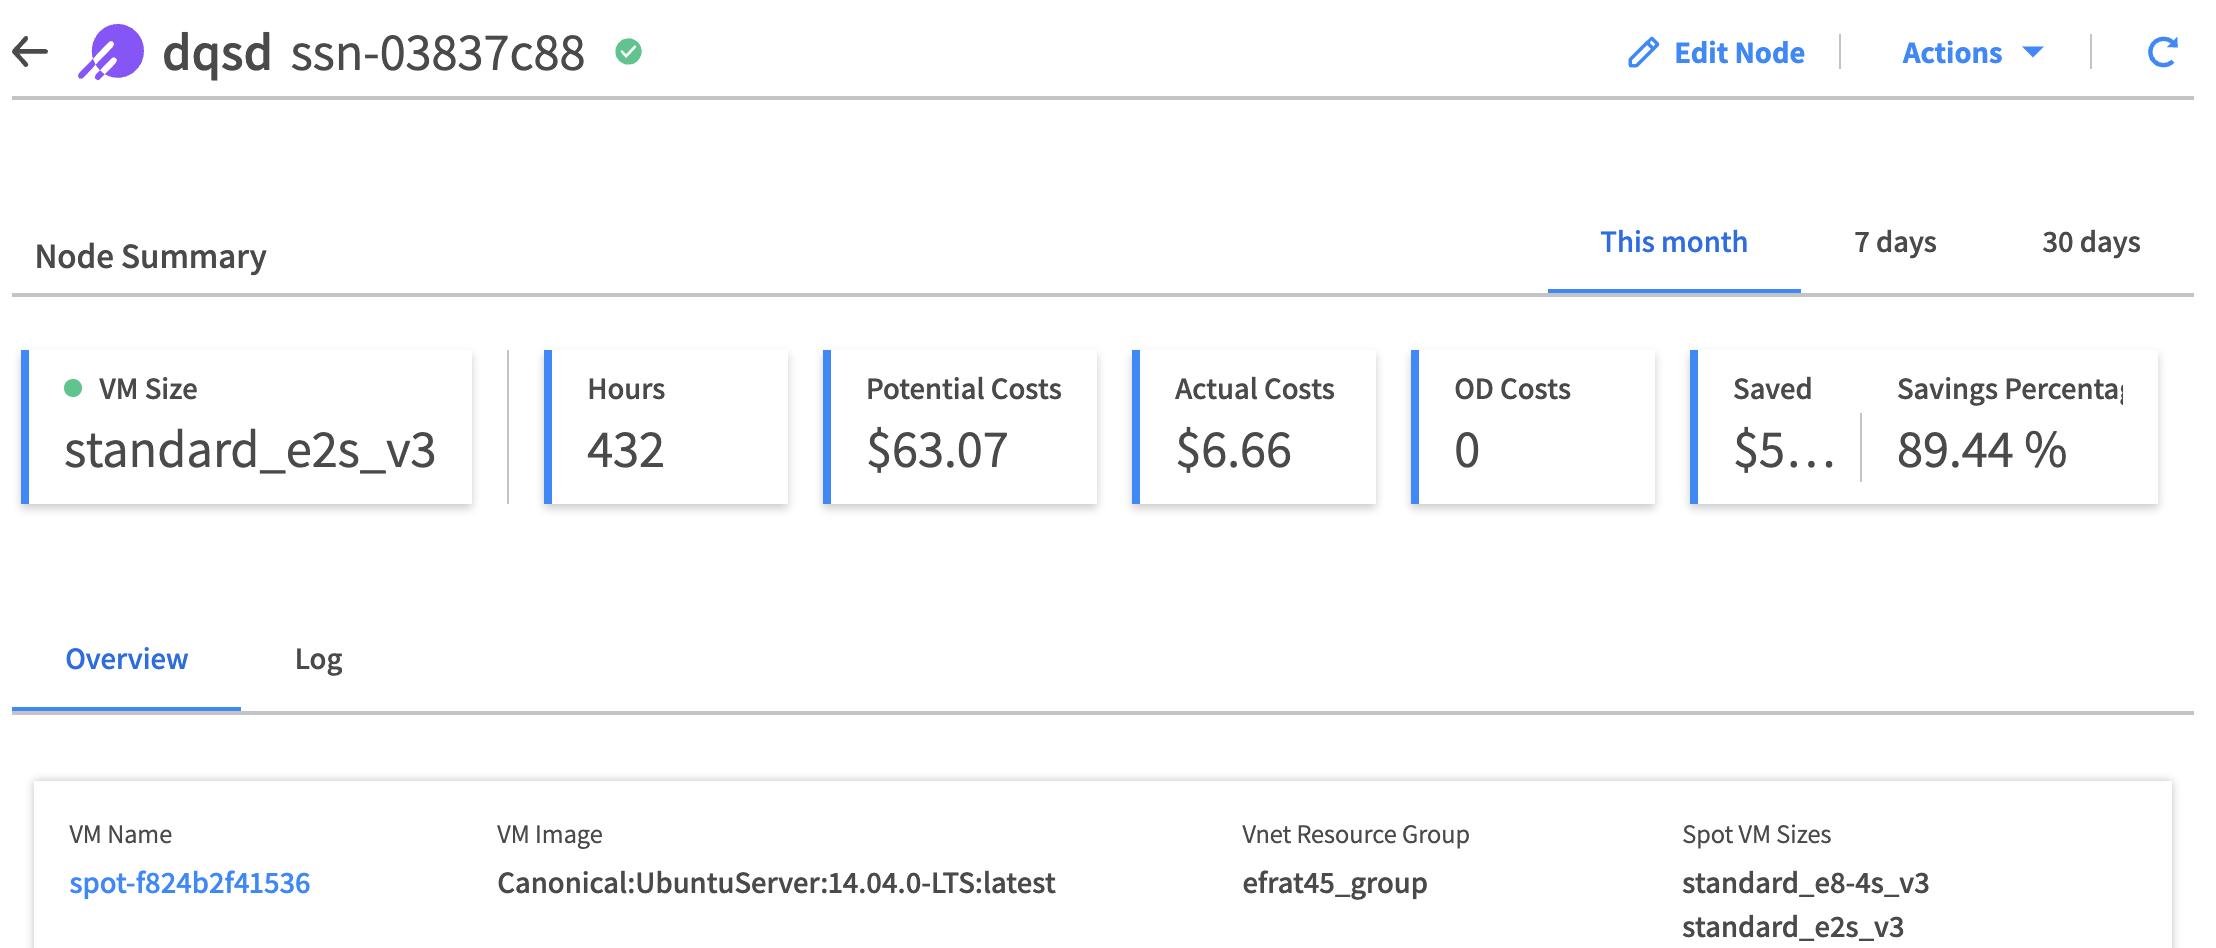 dqsd ssn-03837c88
Edit Node
Actions
Node Summary
This month
7 days
30 days
VM Size
standard_e2s_v3
Hours
432
Potential Costs
$63.07
Actual Costs
$6.66
OD Costs
0
Saved
$5...
Savings Percentag
89.44 %
Overview
Log
VM Name
spot-f824b2f41536
VM Image
Canonical:UbuntuServer:14.04.0-LTS:latest
Vnet Resource Group
efrat45_group
Spot VM Sizes
standard_e8-4s_v3
standard_e2s_v3